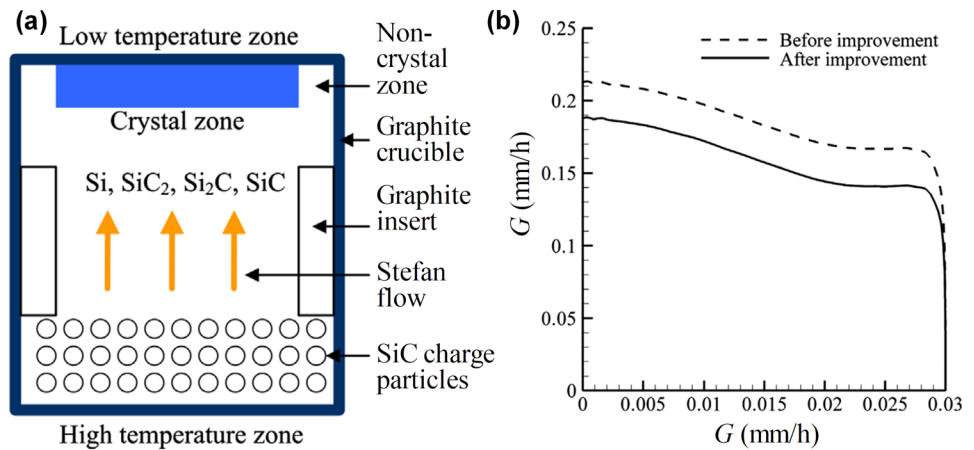 (a)
Low temperature zone
Non-
crystal
zone
Crystal zone
Graphite
crucible
Si, SiC₂, Si₂C, SiC
Graphite
insert
Stefan
flow
SiC charge
particles
High temperature zone
(b)
0.25
0.2
0.15
0.1
0.05
0
G (mm/h)
Before improvement
After improvement
0
0.005
0.01
0.015
0.02
0.025
0.03
G (mm/h)